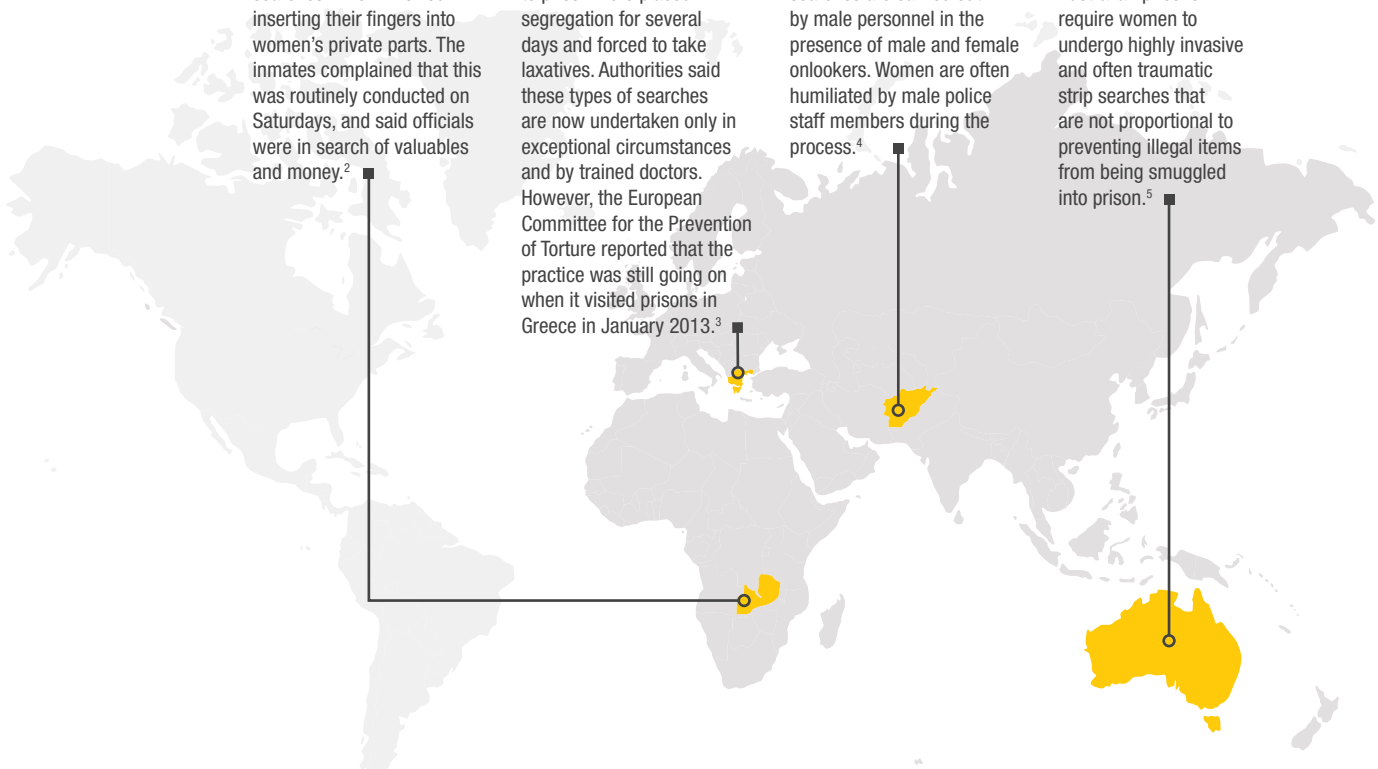 inserting their fingers into
women’s private parts. The
inmates complained that this
was routinely conducted on
Saturdays, and said officials
were in search of valuables
and money.2
segregation for several
days and forced to take
laxatives. Authorities said
these types of searches
are now undertaken only in
exceptional circumstances
and by trained doctors.
However, the European
Committee for the Prevention
of Torture reported that the
practice was still going on
when it visited prisons in
Greece in January 2013.3
by male personnel in the
presence of male and female
onlookers. Women are often
humiliated by male police
staff members during the
process.4
require women to
undergo highly invasive
and often traumatic
strip searches that
are not proportional to
preventing illegal items
from being smuggled
into prison.5